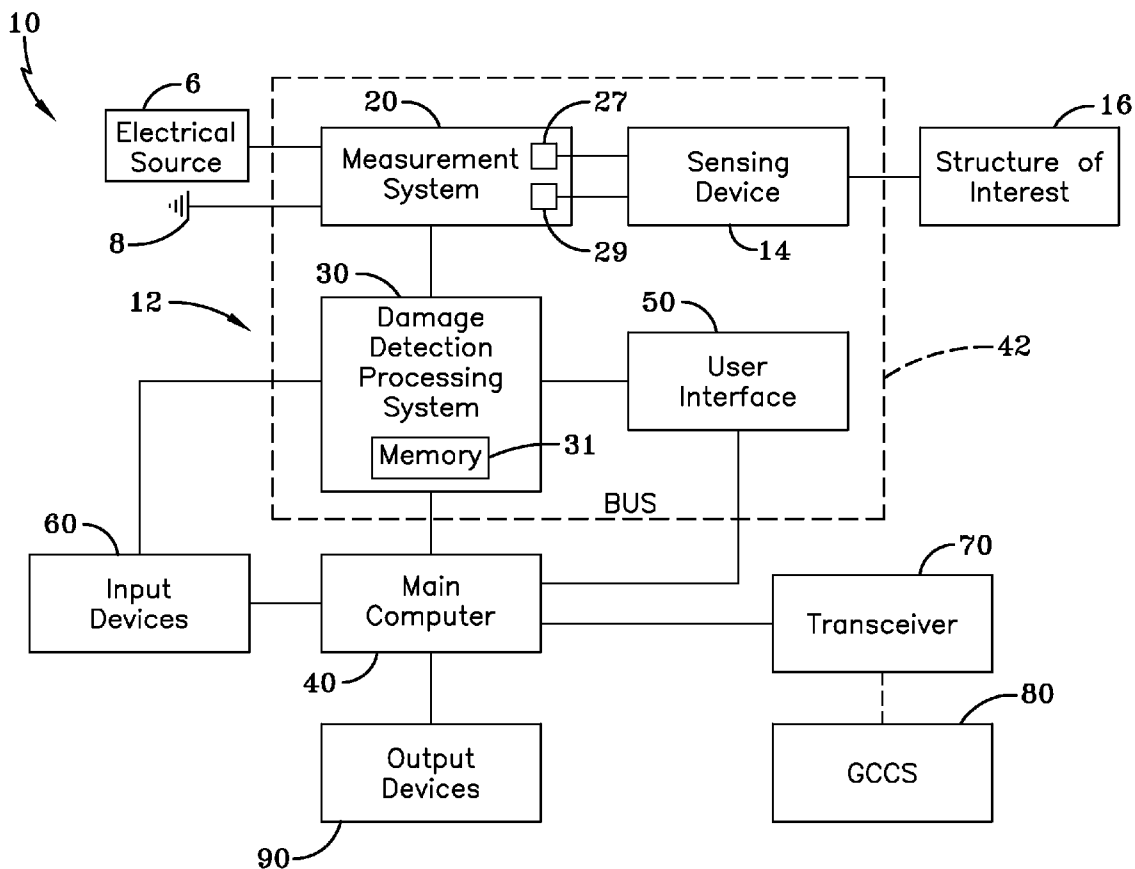 10
6
20
27
16
Electrical
Source
Measurement
System
Sensing
Device
Structure of
Interest
8
29
14
30
12
50
Damage
Detection
Processing
System
User
Interface
42
Memory
31
BUS
60
70
Input
Devices
Main
Computer
Transceiver
40
80
Output
Devices
GCCS
90